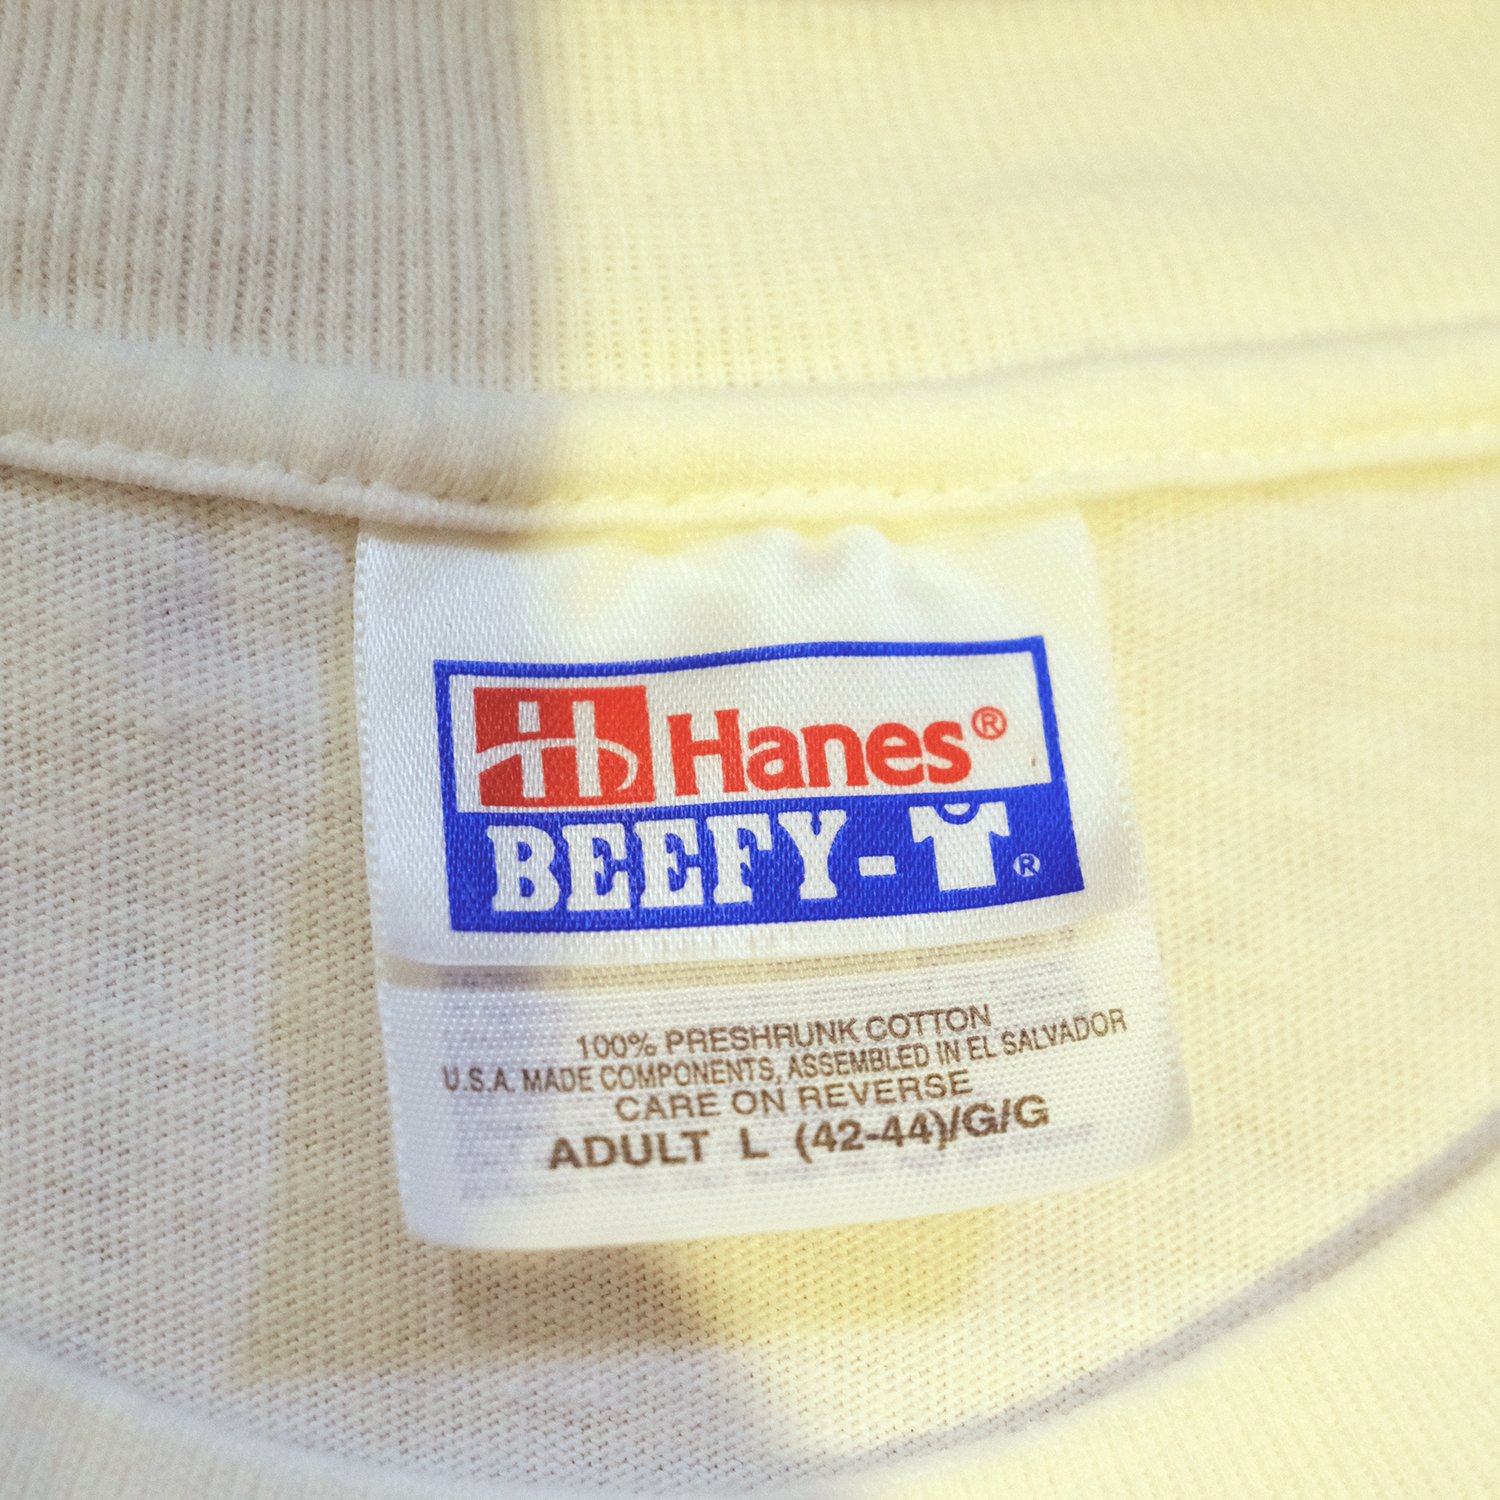 Hanes®
BEEFY-T®
100% PRESHRUNK COTTON
U.S.A. MADE COMPONENTS, ASSEMBLED IN EL SALVADOR
CARE ON REVERSE
ADULT L (42-44)/G/G